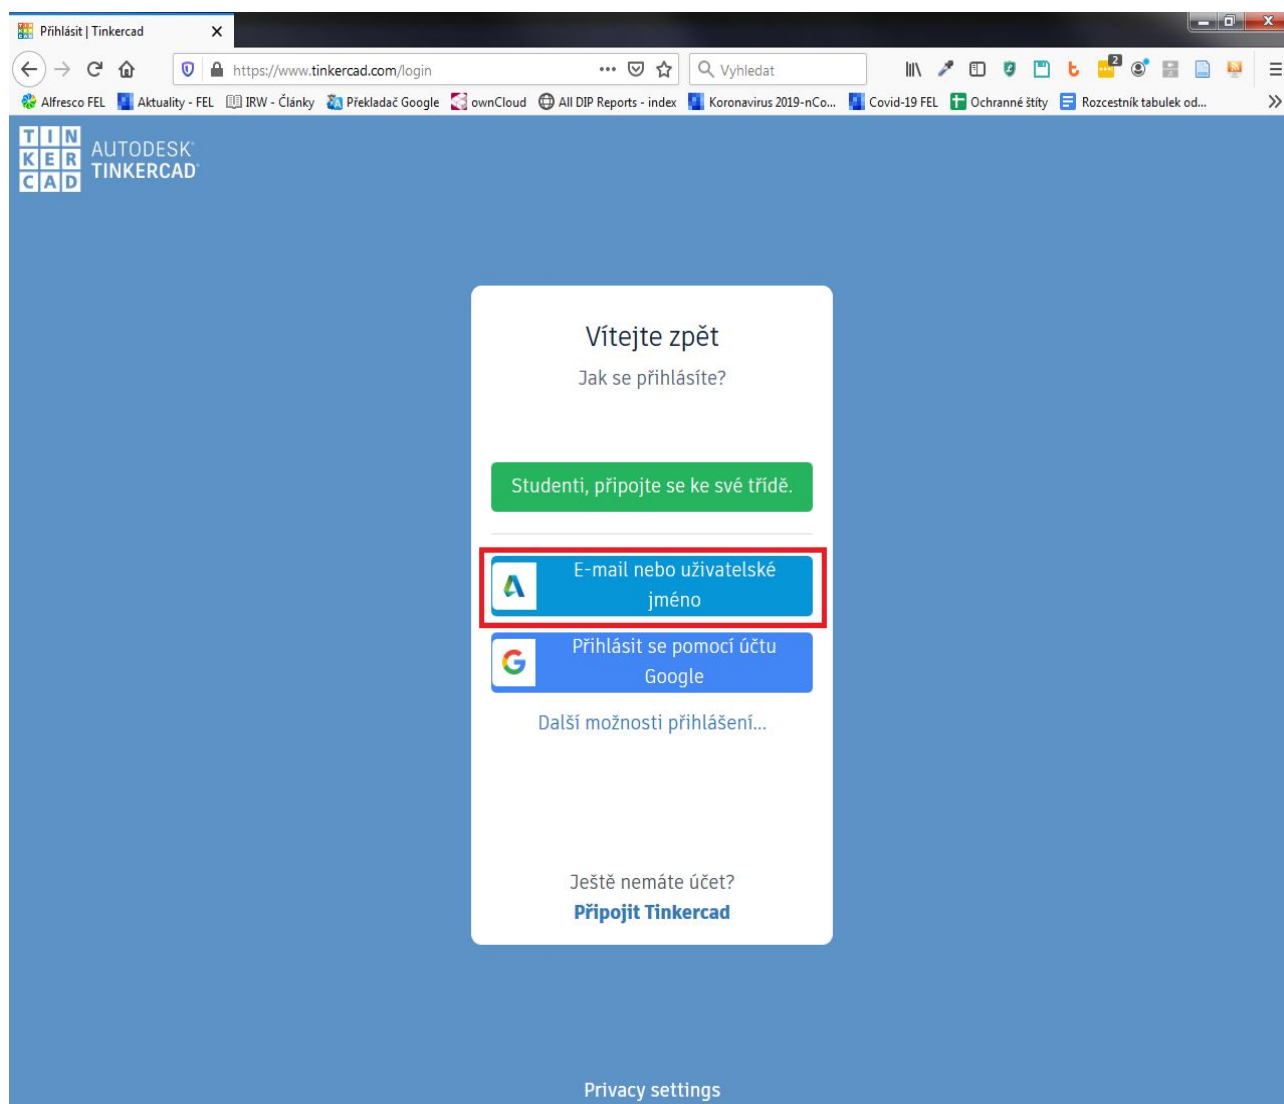 Přihlásit | Tinkercad
https://www.tinkercad.com/login
Vyhledat
2
Alfresco FEL
Aktuality - FEL
IRW - Články
Překladač Google
ownCloud
All DIP Reports - index
Koronavirus 2019-nCo...
Covid-19 FEL
Ochranné štíty
Rozcestník tabulek od...
TIN
KER
CAD
AUTODESK
TINKERCAD
Vítejte zpět
Jak se přihlásíte?
Studenti, připojte se ke své třídě.
E-mail nebo uživatelské
jméno
Přihlásit se pomocí účtu
Google
Další možnosti přihlášení...
Ještě nemáte účet?
Připojit Tinkercad
Privacy settings